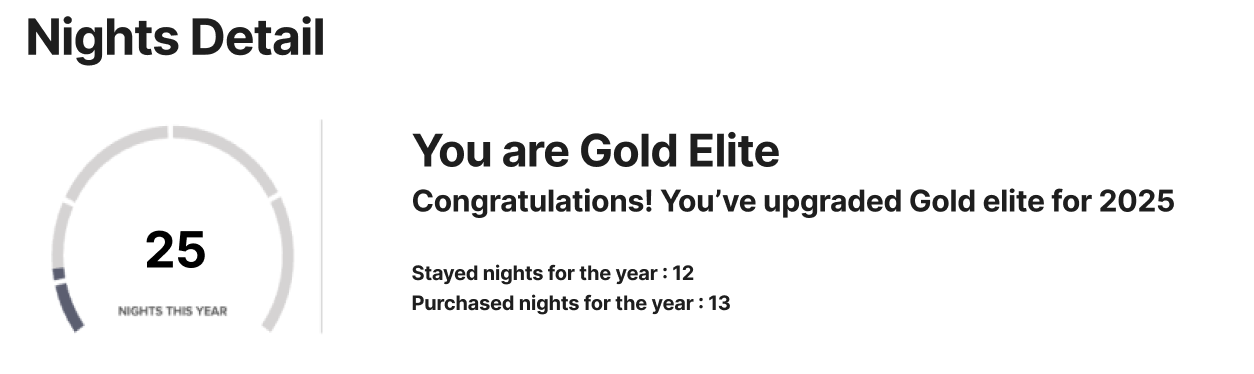 Nights Detail
You are Gold Elite
Congratulations! You’ve upgraded Gold elite for 2025
25
NIGHTS THIS YEAR
Stayed nights for the year : 12
Purchased nights for the year : 13